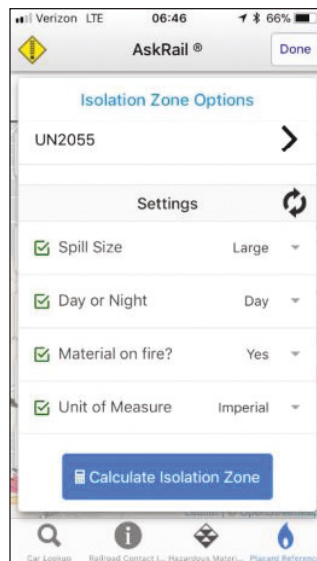 Verizon LTE 06:46 66%
AskRail ® Done
Isolation Zone Options
UN2055
Settings
Spill Size Large
Day or Night Day
Material on fire? Yes
Unit of Measure Imperial
Calculate Isolation Zone
Car Lookup Railroad Contact I... Hazardous Materi... Placard Reference